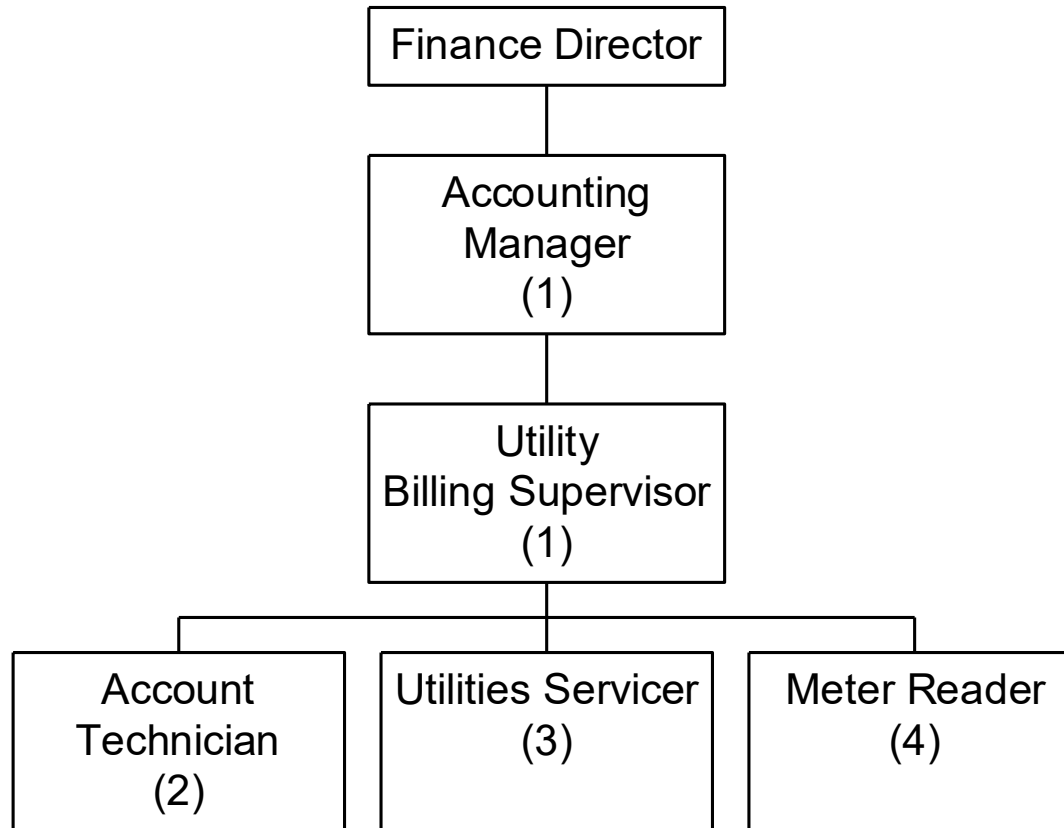 Finance Director
Accounting
Manager
(1)
Utility
Billing Supervisor
(1)
Account
Technician
(2)
Utilities Servicer
(3)
Meter Reader
(4)